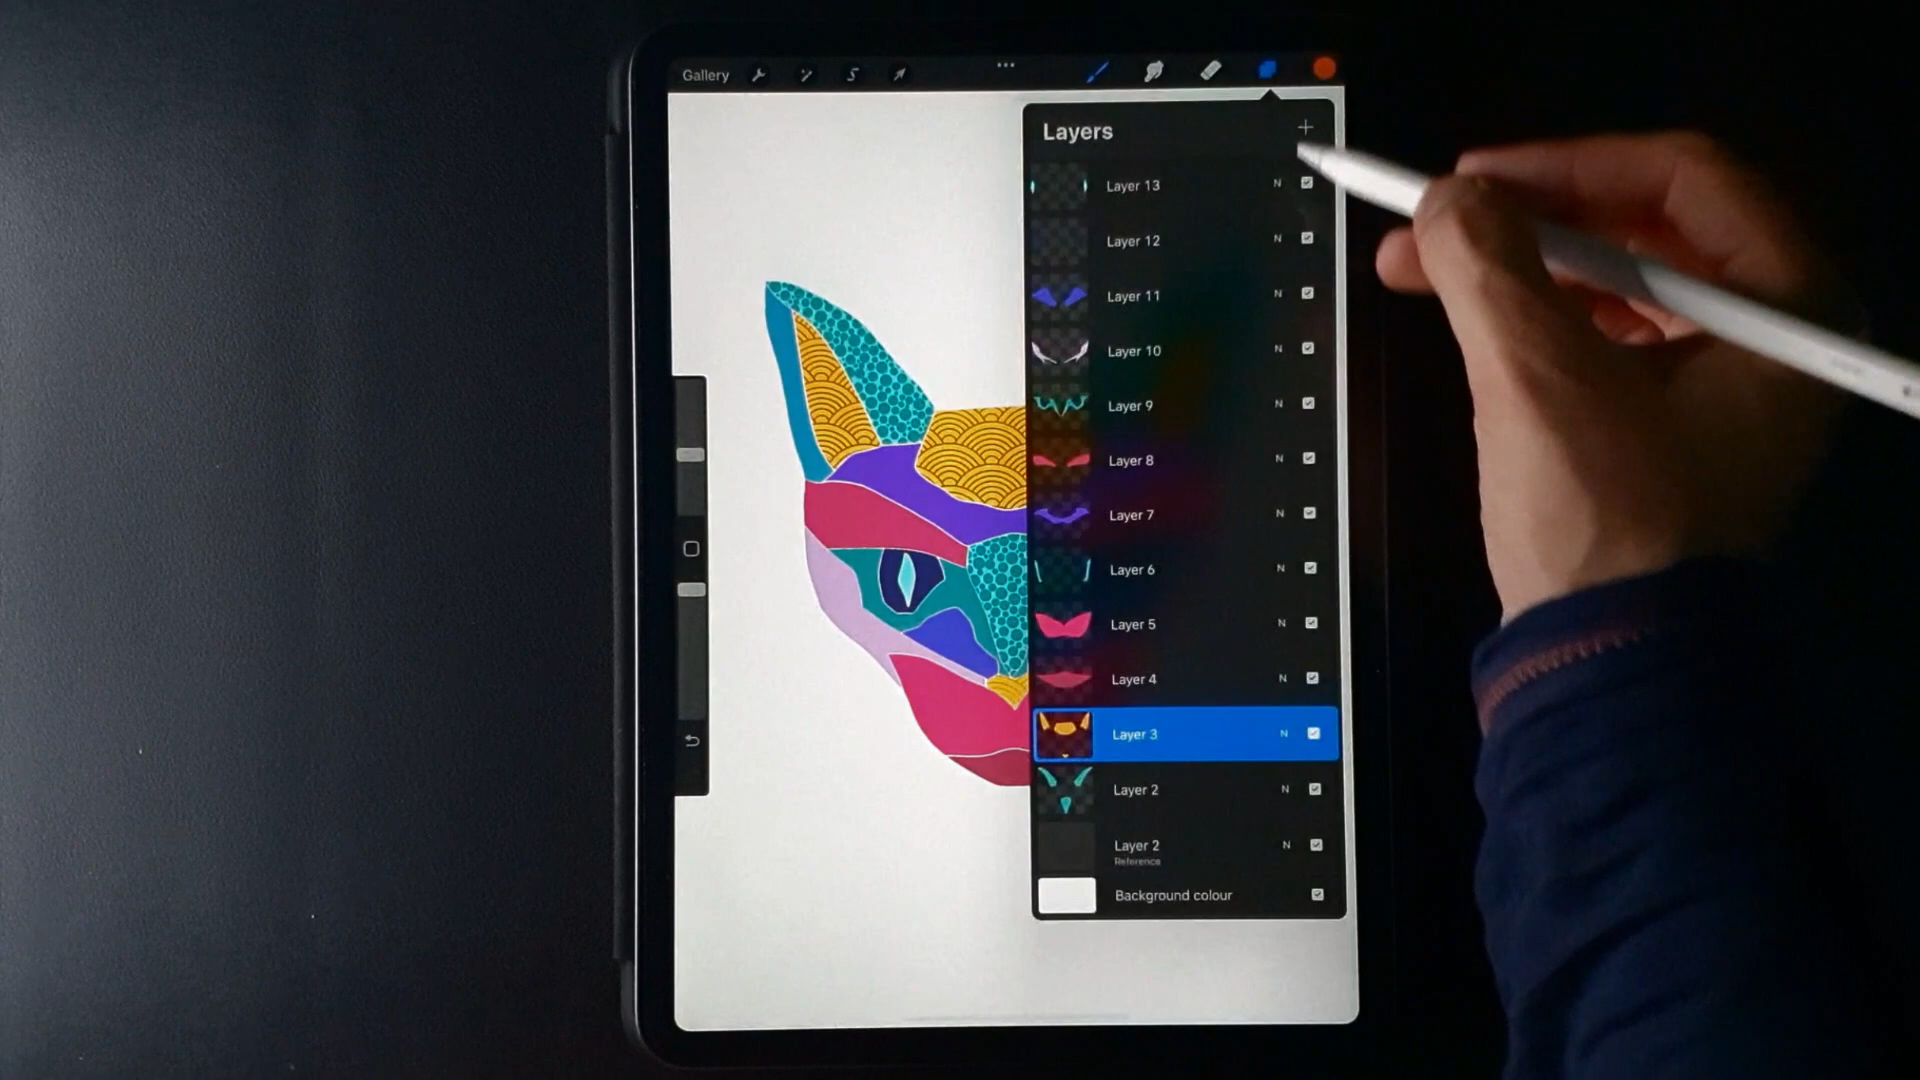 Gallery
Layers
Layer 13 N
Layer 12 N
Layer 11 N
Layer 10 N
Layer 9 N
Layer 8 N
Layer 7 N
Layer 6 N
Layer 5 N
Layer 4 N
Layer 3 N
Layer 2 N
Layer 2 N
Reference
Background colour